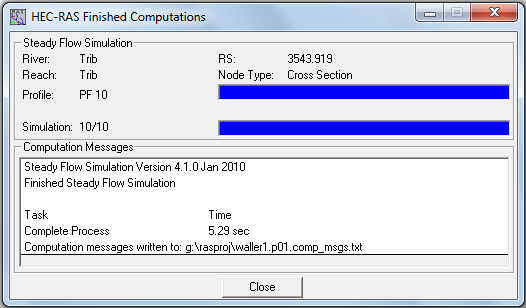 HEC-RAS Finished Computations
Steady Flow Simulation
River: Trib RS: 3543.919
Reach: Trib Node Type: Cross Section
Profile: PF 10
Simulation: 10/10
Computation Messages
Steady Flow Simulation Version 4.1.0 Jan 2010
Finished Steady Flow Simulation
Task Time
Complete Process 5.29 sec
Computation messages written to: g:\rasproj\waller1.p01.comp_msgs.txt
Close